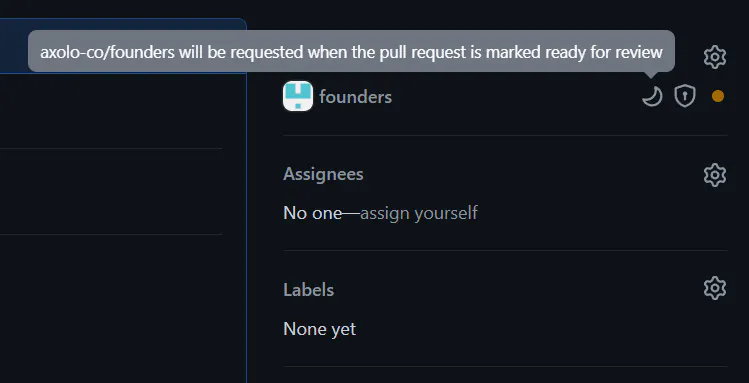 axolo-co/founders will be requested when the pull request is marked ready for review
founders
Assignees
No one—assign yourself
Labels
None yet